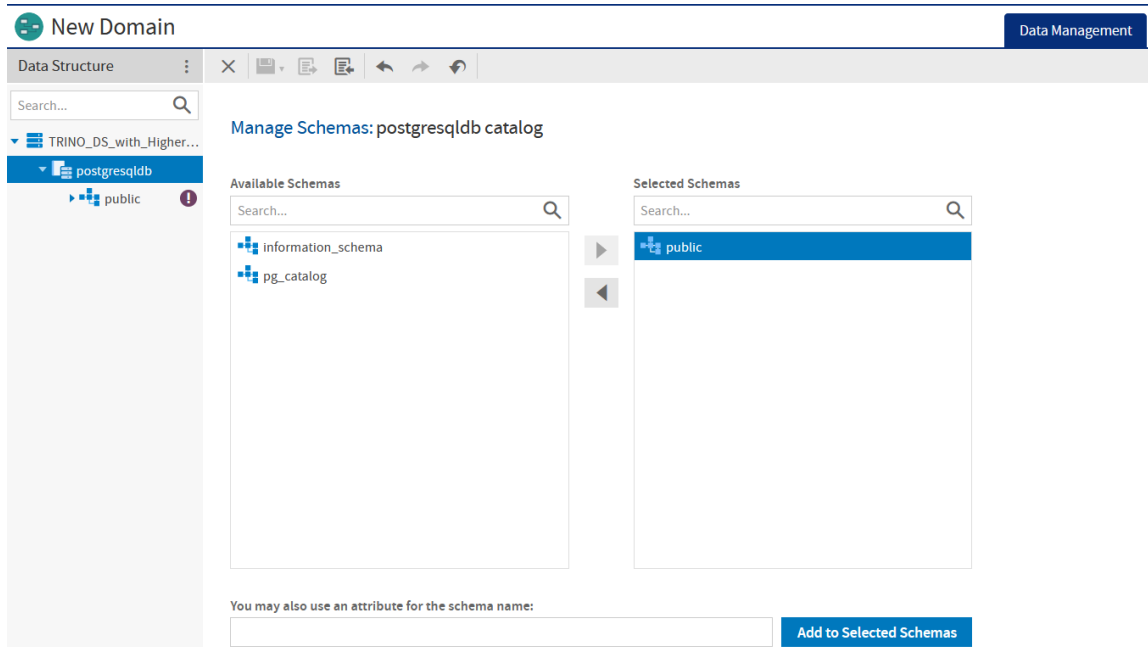 New Domain
Data Management
Data Structure
Search...
TRINO_DS_with_Higher...
postgresqldb
public
Manage Schemas: postgresqldb catalog
Available Schemas
Selected Schemas
Search...
Search...
information_schema
public
pg_catalog
You may also use an attribute for the schema name:
Add to Selected Schemas